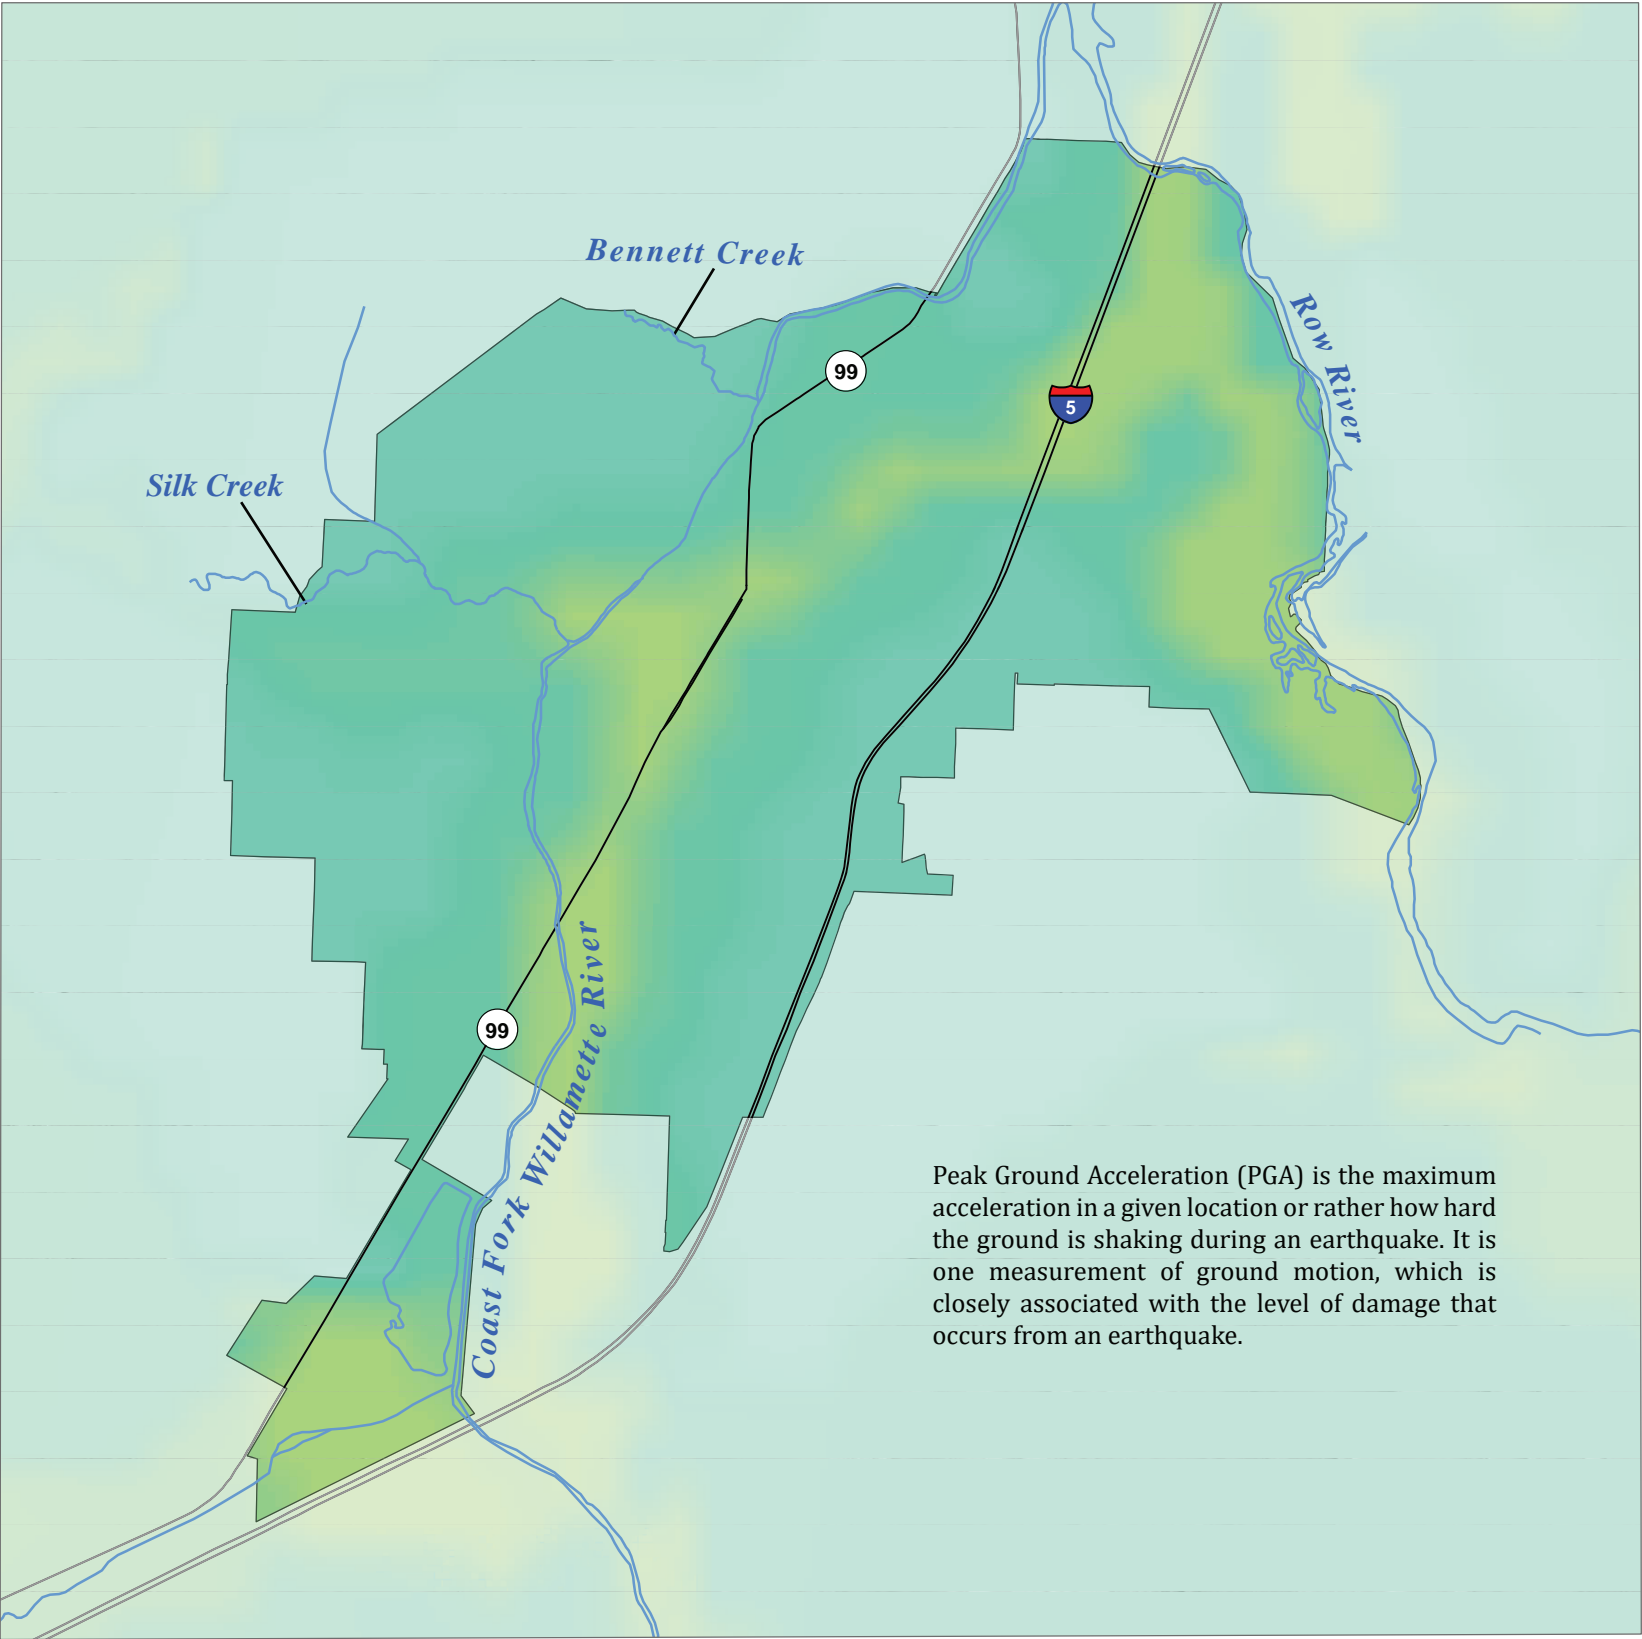 Bennett Creek
99
Row River
5
Silk Creek
99
Coast Fork Willamette River
Peak Ground Acceleration (PGA) is the maximum
acceleration in a given location or rather how hard
the ground is shaking during an earthquake. It is
one measurement of ground motion, which is
closely associated with the level of damage that
occurs from an earthquake.